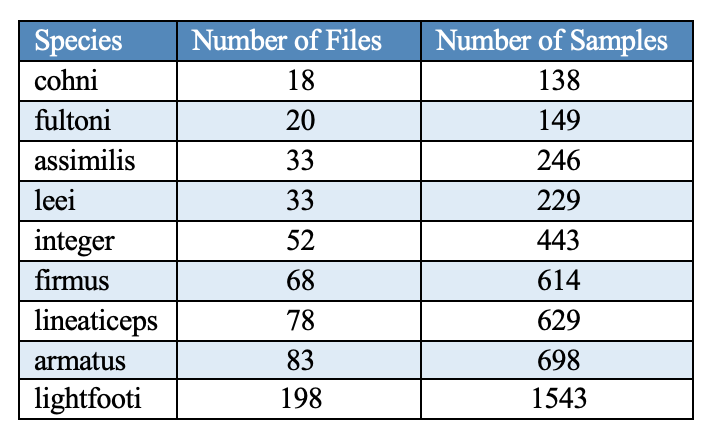 Species Number of Files Number of Samples
cohni 18 138
fultoni 20 149
assimilis 33 246
leei 33 229
integer 52 443
firmus 68 614
lineaticeps 78 629
armatus 83 698
lightfooti 198 1543